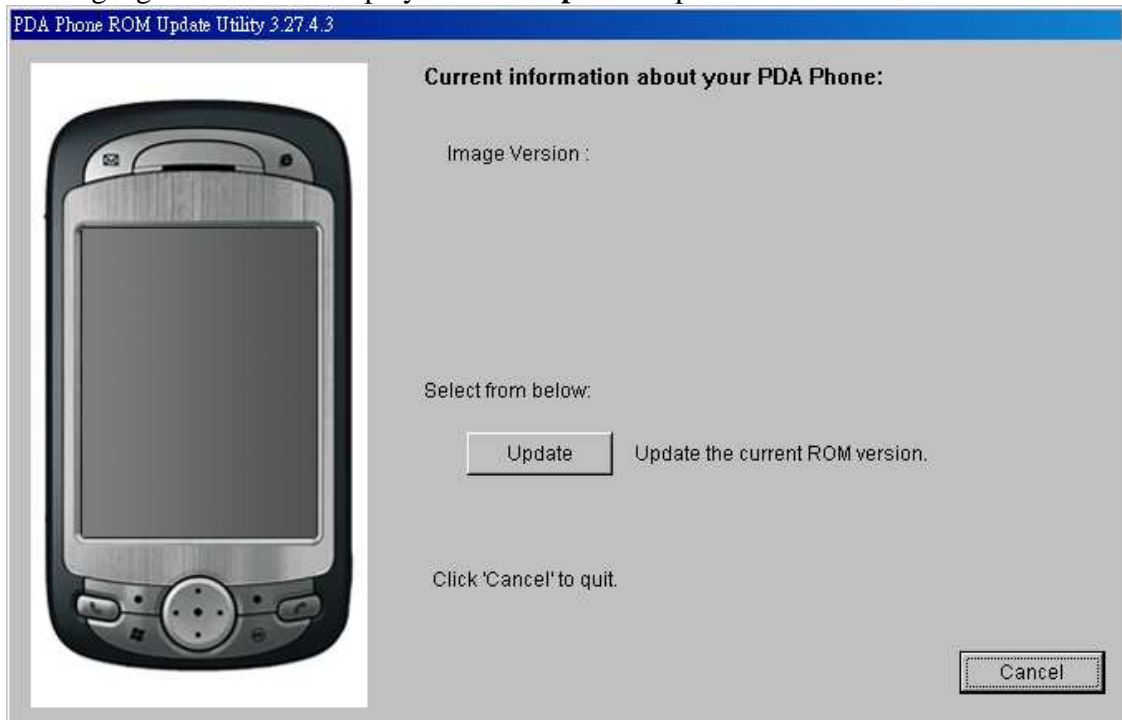 PDA Phone ROM Update Utility 3.27.4.3
Current information about your PDA Phone:
Image Version :
Select from below:
Update Update the current ROM version.
Click 'Cancel' to quit.
Cancel